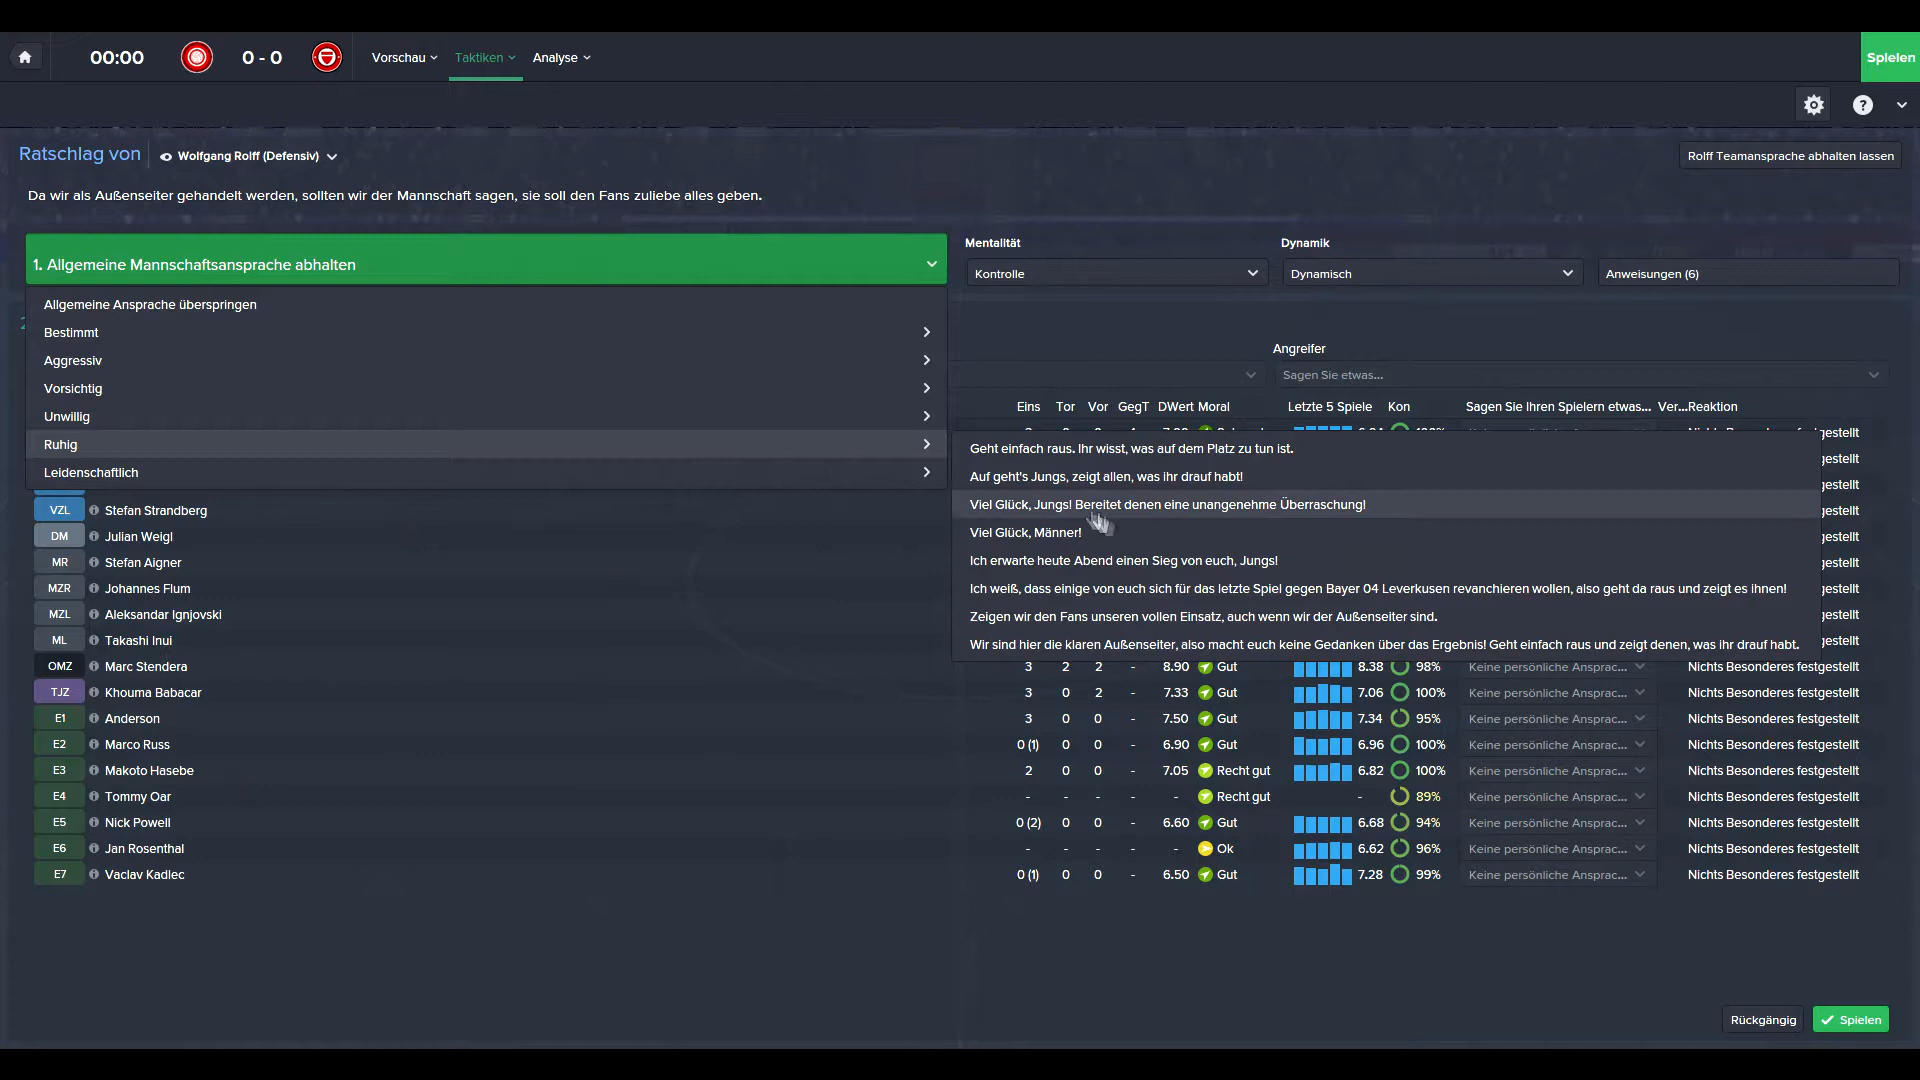 00:00
0 - 0
Vorschau
Taktiken
Analyse
Spielen
?
Ratschlag von
Wolfgang Rolff (Defensiv)
Rolff Teamansprache abhalten lassen
Da wir als Außenseiter gehandelt werden, sollten wir der Mannschaft sagen, sie soll den Fans zuliebe alles geben.
1. Allgemeine Mannschaftsansprache abhalten
Mentalität
Dynamik
Kontrolle
Dynamisch
Anweisungen (6)
Allgemeine Ansprache überspringen
Bestimmt
Aggressiv
Vorsichtig
Unwillig
Ruhig
Leidenschaftlich
Angreifer
Sagen Sie etwas...
Eins Tor Vor GegT DWert Moral Letzte 5 Spiele Kon Sagen Sie Ihren Spielern etwas... Ver... Reaktion
Geht einfach raus. Ihr wisst, was auf dem Platz zu tun ist.
Auf geht's Jungs, zeigt allen, was ihr drauf habt!
Viel Glück, Jungs! Bereitet denen eine unangenehme Überraschung!
Viel Glück, Männer!
Ich erwarte heute Abend einen Sieg von euch, Jungs!
Ich weiß, dass einige von euch sich für das letzte Spiel gegen Bayer 04 Leverkusen revanchieren wollen, also geht da raus und zeigt es ihnen!
Zeigen wir den Fans unseren vollen Einsatz, auch wenn wir der Außenseiter sind.
Wir sind hier die klaren Außenseiter, also macht euch keine Gedanken über das Ergebnis! Geht einfach raus und zeigt denen, was ihr drauf habt.
VZL Stefan Strandberg
DM Julian Weigl
MR Stefan Aigner
MZR Johannes Flum
MZL Aleksandar Ignjovski
ML Takashi Inui
OMZ Marc Stendera 3 2 2 - 8.90 Gut 8.38 98% Keine persönliche Ansprac... Nichts Besonderes festgestellt
TJZ Khouma Babacar 3 0 2 - 7.33 Gut 7.06 100% Keine persönliche Ansprac... Nichts Besonderes festgestellt
E1 Anderson 3 0 0 - 7.50 Gut 7.34 95% Keine persönliche Ansprac... Nichts Besonderes festgestellt
E2 Marco Russ 0 (1) 0 0 - 6.90 Gut 6.96 100% Keine persönliche Ansprac... Nichts Besonderes festgestellt
E3 Makoto Hasebe 2 0 0 - 7.05 Recht gut 6.82 100% Keine persönliche Ansprac... Nichts Besonderes festgestellt
E4 Tommy Oar - - - - - Recht gut - 89% Keine persönliche Ansprac... Nichts Besonderes festgestellt
E5 Nick Powell 0 (2) 0 0 - 6.60 Gut 6.68 94% Keine persönliche Ansprac... Nichts Besonderes festgestellt
E6 Jan Rosenthal - - - - - Ok 6.62 96% Keine persönliche Ansprac... Nichts Besonderes festgestellt
E7 Vaclav Kadlec 0 (1) 0 0 - 6.50 Gut 7.28 99% Keine persönliche Ansprac... Nichts Besonderes festgestellt
Rückgängig
Spielen